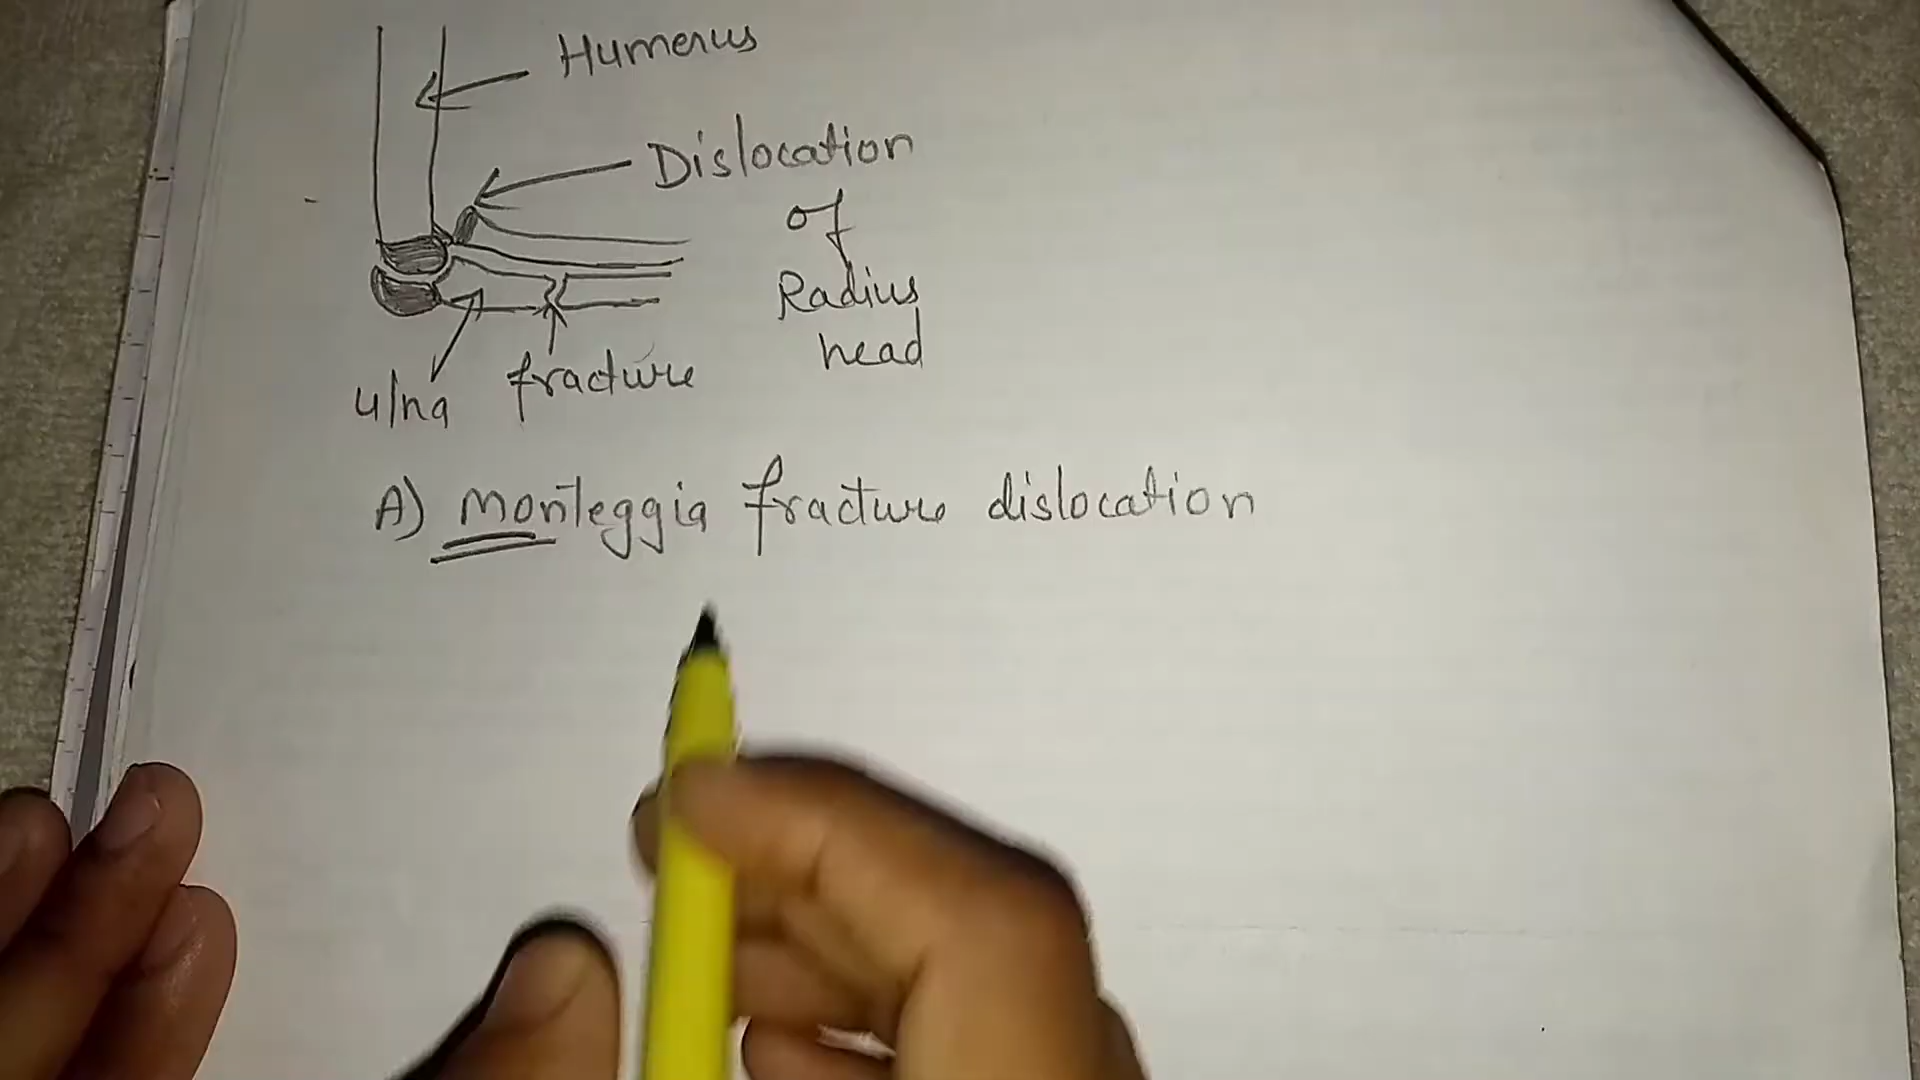 Humerus
Dislocation
of
Radius
head
ulna fracture
A) monteggia fracture dislocation